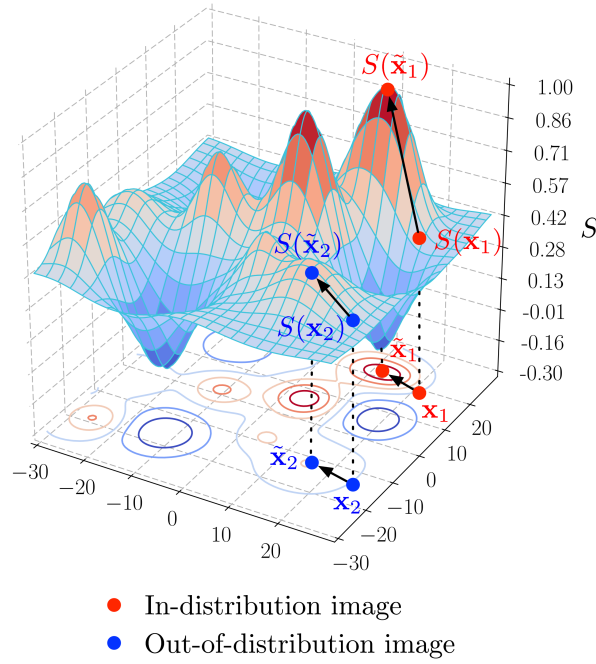 S(x̃₁)
1.00
0.86
0.71
0.57
0.42
0.28
0.13
-0.01
-0.16
-0.30
S
S(x₁)
S(x̃₂)
S(x₂)
x̃₁
x₁
x̃₂
x₂
−30
−20
−10
0
10
20
−30
−20
−10
0
10
20
In-distribution image
Out-of-distribution image